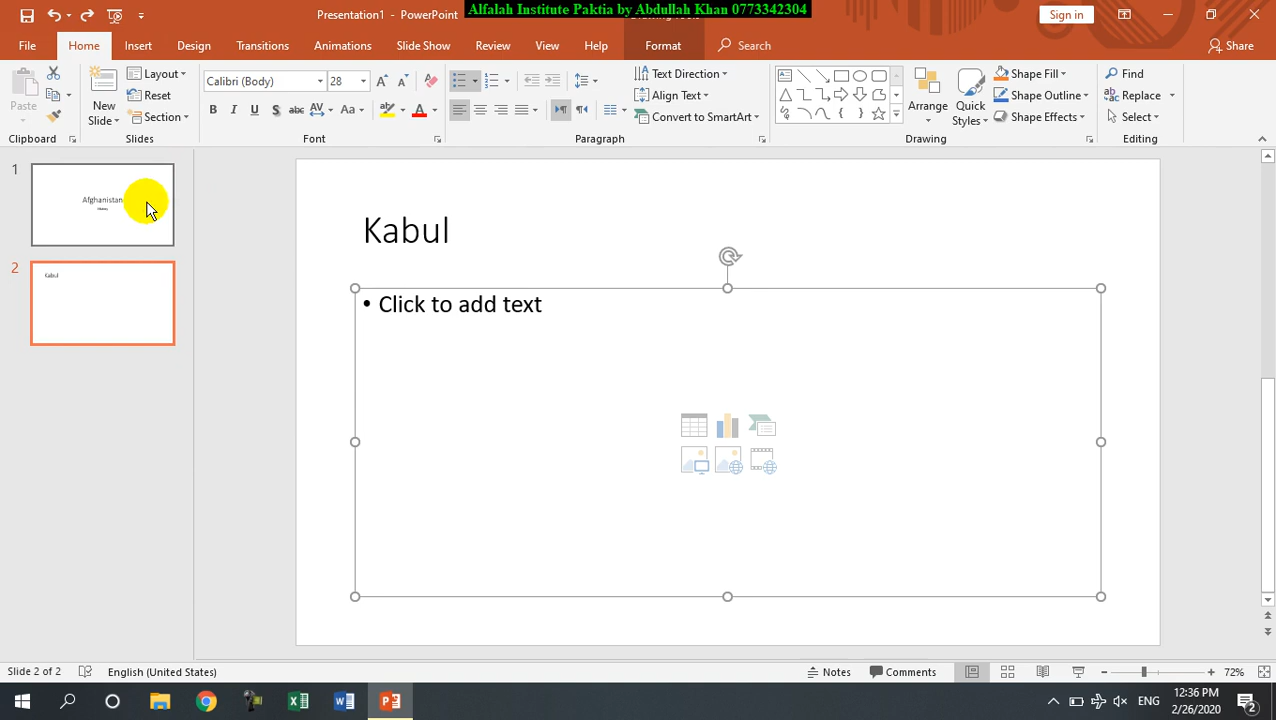 Alfalah Institute Paktia by Abdullah Khan 0773342304
Presentation1 - PowerPoint
Sign in
File Home Insert Design Transitions Animations Slide Show Review View Help Format Search Share
Paste
New Slide
Layout
Reset
Section
Calibri (Body) 28
Text Direction
Align Text
Convert to SmartArt
Arrange
Quick Styles
Shape Fill
Shape Outline
Shape Effects
Find
Replace
Select
Clipboard Slides Font Paragraph Drawing Editing
1
Afghanistan
2
Kabul
Kabul
• Click to add text
Slide 2 of 2 English (United States) Notes Comments 72%
ENG
12:36 PM
2/26/2020
2